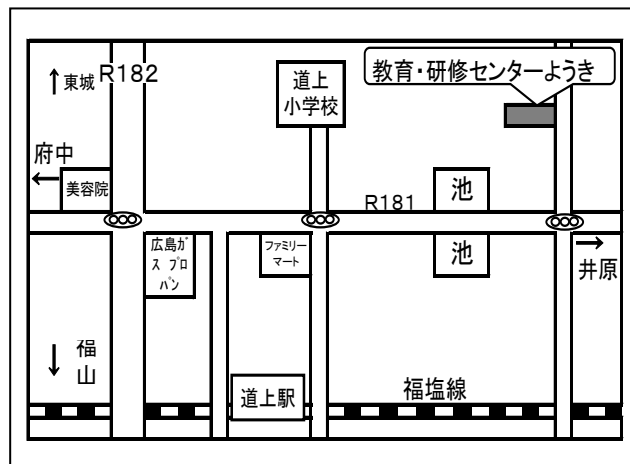 東城
R182
道上
小学校
教育・研修センターようき
府中
美容院
R181
池
広島ガ
ス プロ
パン
ファミリー
マート
池
井原
福
山
道上駅
福塩線